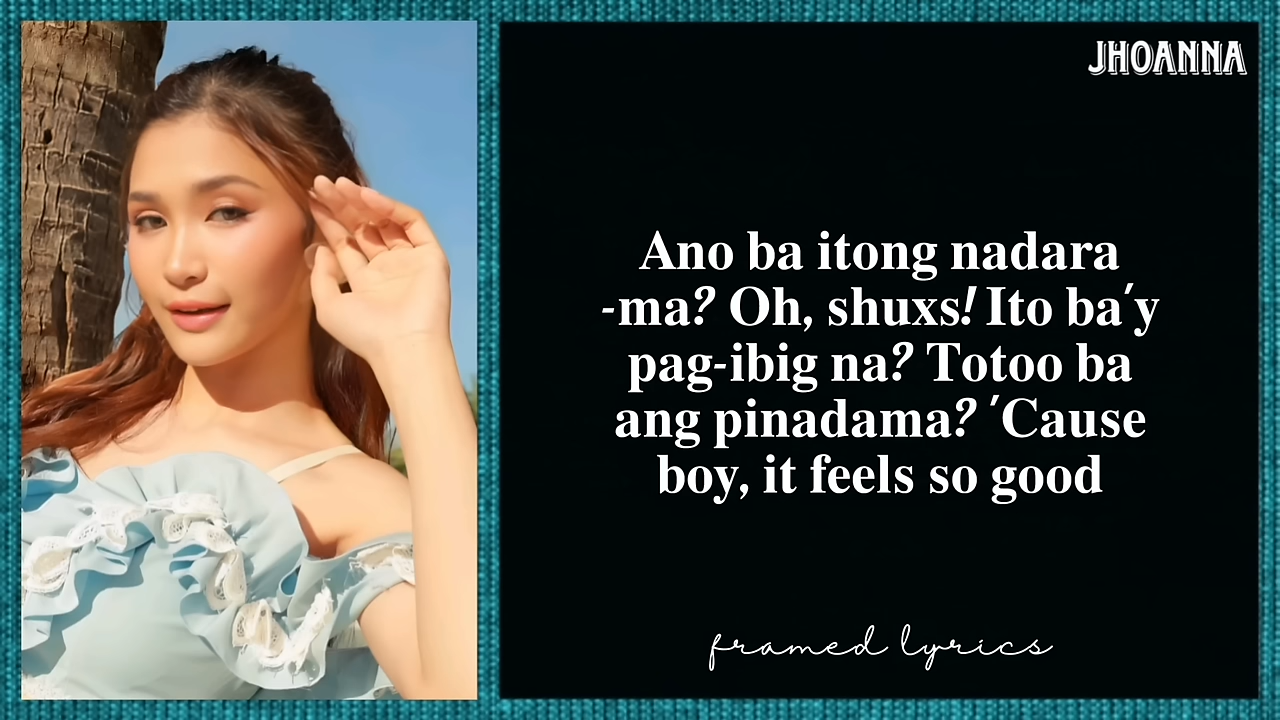 JHOANNA
Ano ba itong nadara
-ma? Oh, shuxs! Ito ba'y
pag-ibig na? Totoo ba
ang pinadama? 'Cause
boy, it feels so good
framed lyrics